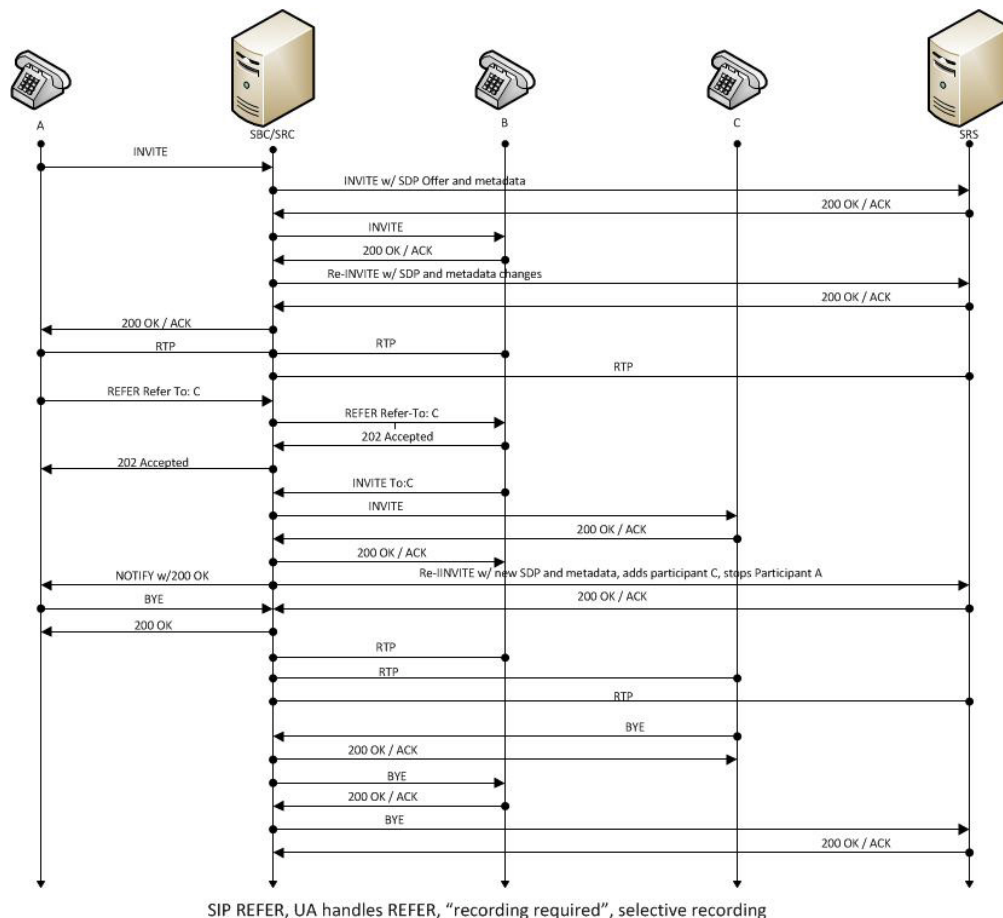 A
SBC/SRC
B
C
SRS
INVITE
INVITE w/ SDP Offer and metadata
200 OK / ACK
INVITE
200 OK / ACK
Re-INVITE w/ SDP and metadata changes
200 OK / ACK
200 OK / ACK
RTP
RTP
RTP
REFER Refer To: C
REFER Refer-To: C
202 Accepted
202 Accepted
INVITE To:C
INVITE
200 OK / ACK
200 OK / ACK
NOTIFY w/200 OK
Re-IINVITE w/ new SDP and metadata, adds participant C, stops Participant A
BYE
200 OK / ACK
200 OK
RTP
RTP
RTP
BYE
200 OK / ACK
BYE
200 OK / ACK
BYE
200 OK / ACK
SIP REFER, UA handles REFER, “recording required”, selective recording